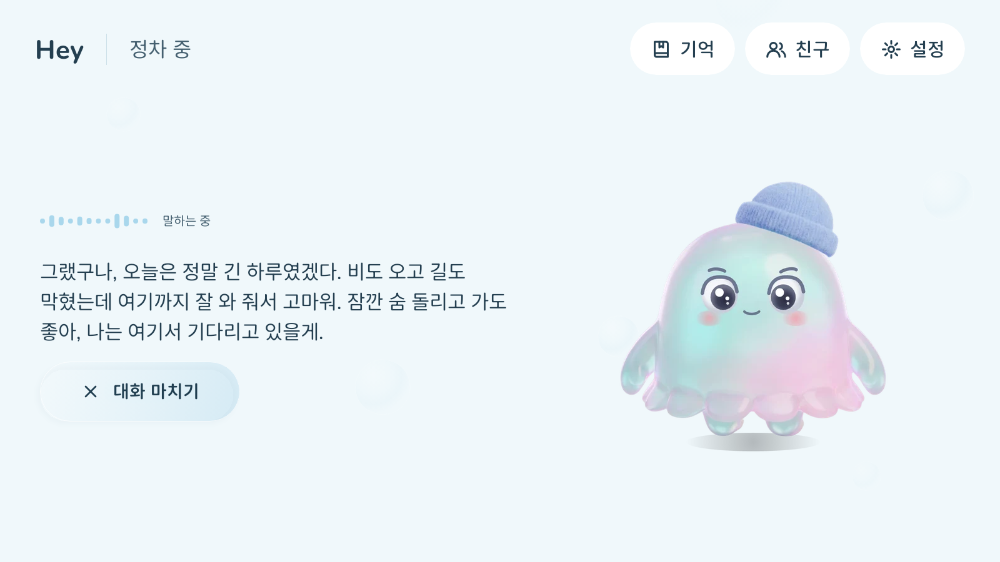 Hey
정차 중
기억
친구
설정
말하는 중
그랬구나, 오늘은 정말 긴 하루였겠다. 비도 오고 길도
막혔는데 여기까지 잘 와 줘서 고마워. 잠깐 숨 돌리고 가도
좋아, 나는 여기서 기다리고 있을게.
대화 마치기